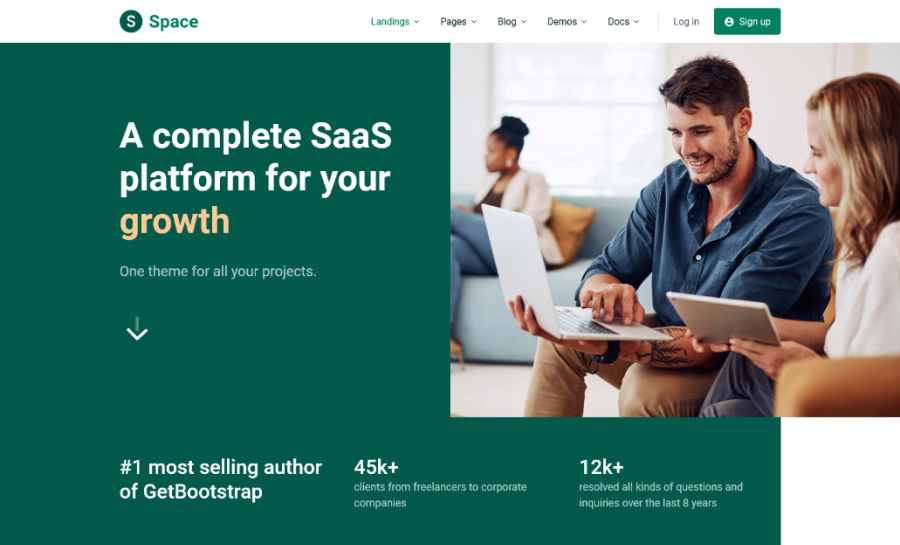 S Space
Landings Pages Blog Demos Docs Log in Sign up
A complete SaaS
platform for your
growth
One theme for all your projects.
#1 most selling author
of GetBootstrap
45k+
clients from freelancers to corporate
companies
12k+
resolved all kinds of questions and
inquiries over the last 8 years